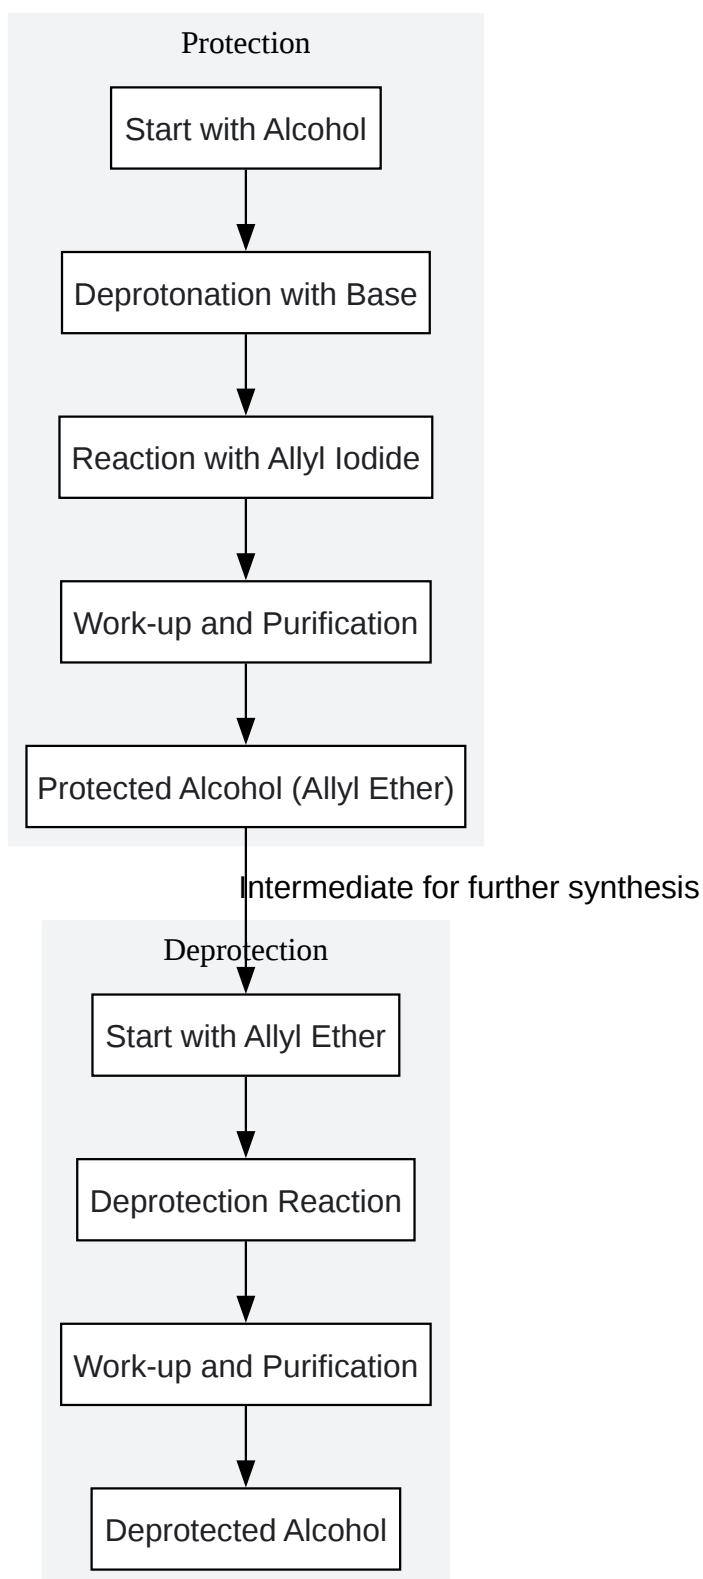 Protection
Start with Alcohol
Deprotonation with Base
Reaction with Allyl Iodide
Work-up and Purification
Protected Alcohol (Allyl Ether)
Intermediate for further synthesis
Deprotection
Start with Allyl Ether
Deprotection Reaction
Work-up and Purification
Deprotected Alcohol